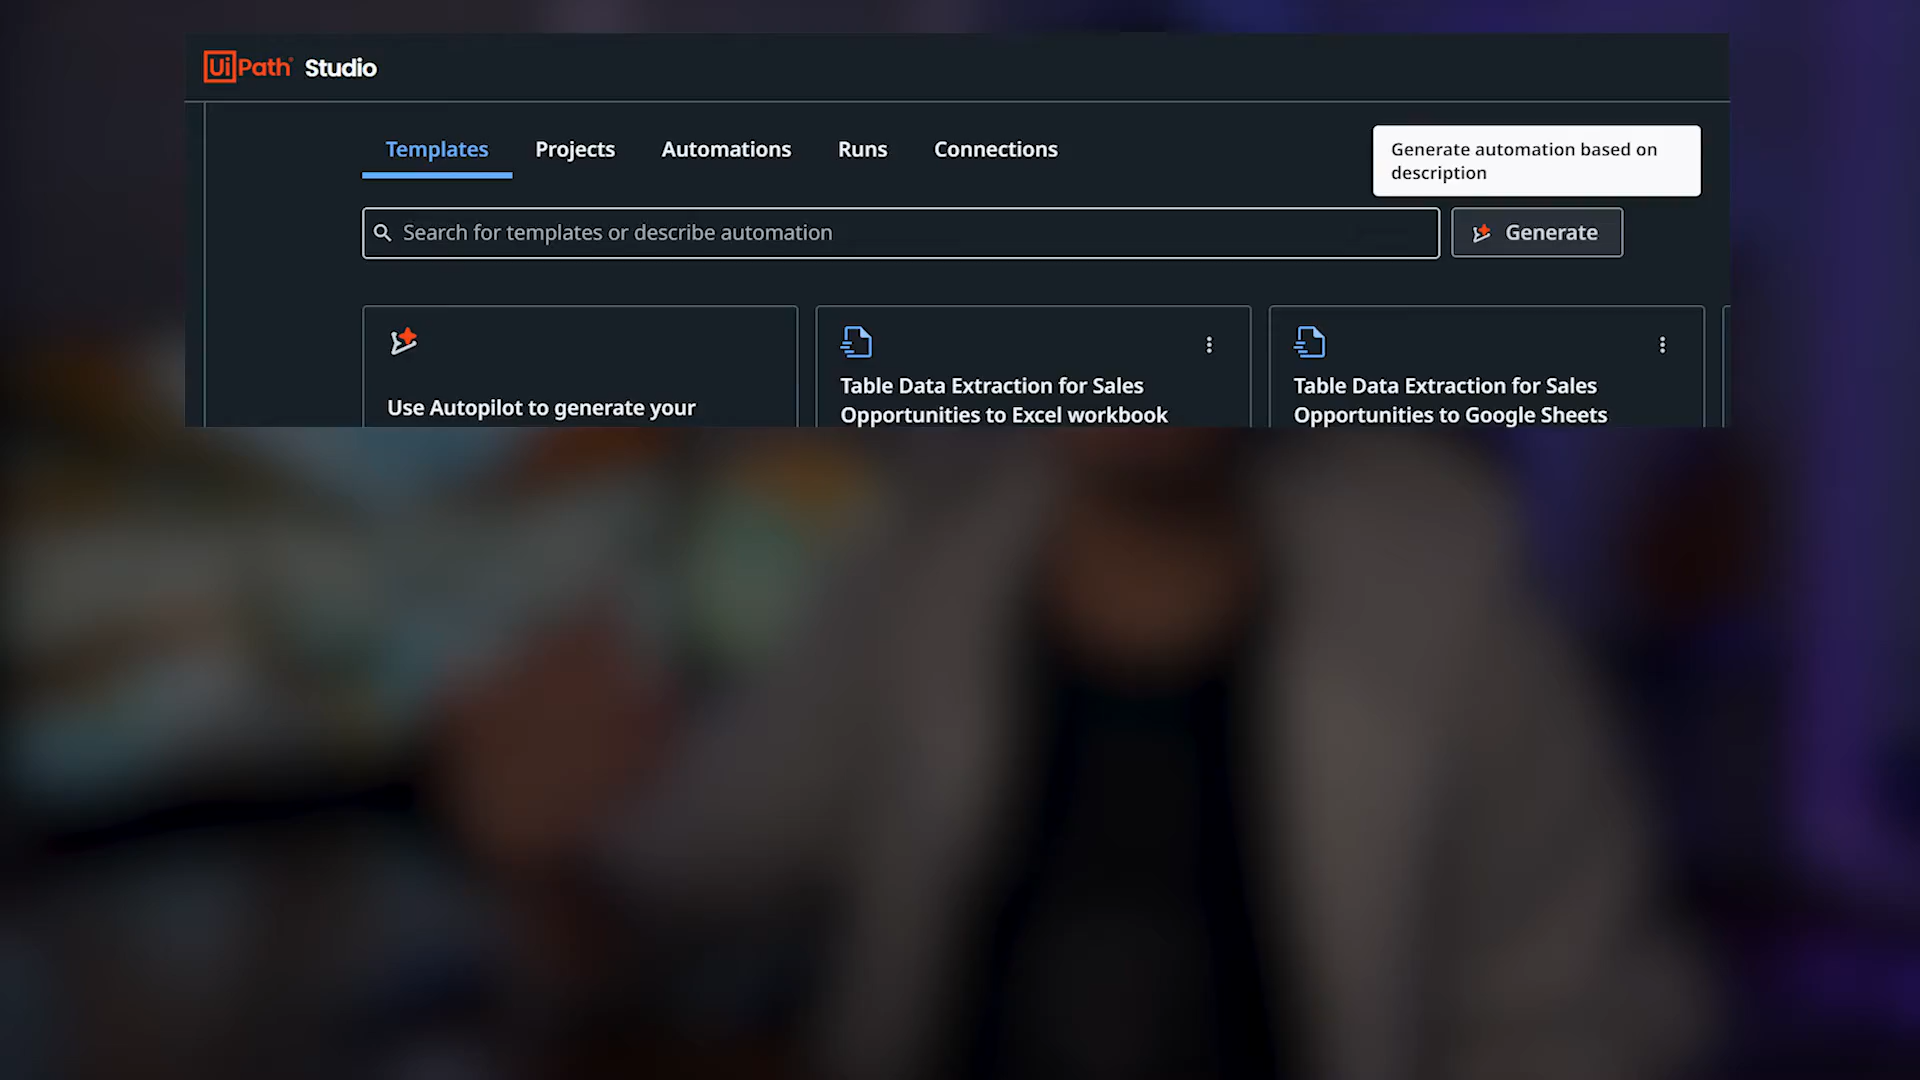 UiPath Studio
Templates Projects Automations Runs Connections
Generate automation based on
description
Search for templates or describe automation
Generate
Use Autopilot to generate your
Table Data Extraction for Sales
Opportunities to Excel workbook
Table Data Extraction for Sales
Opportunities to Google Sheets